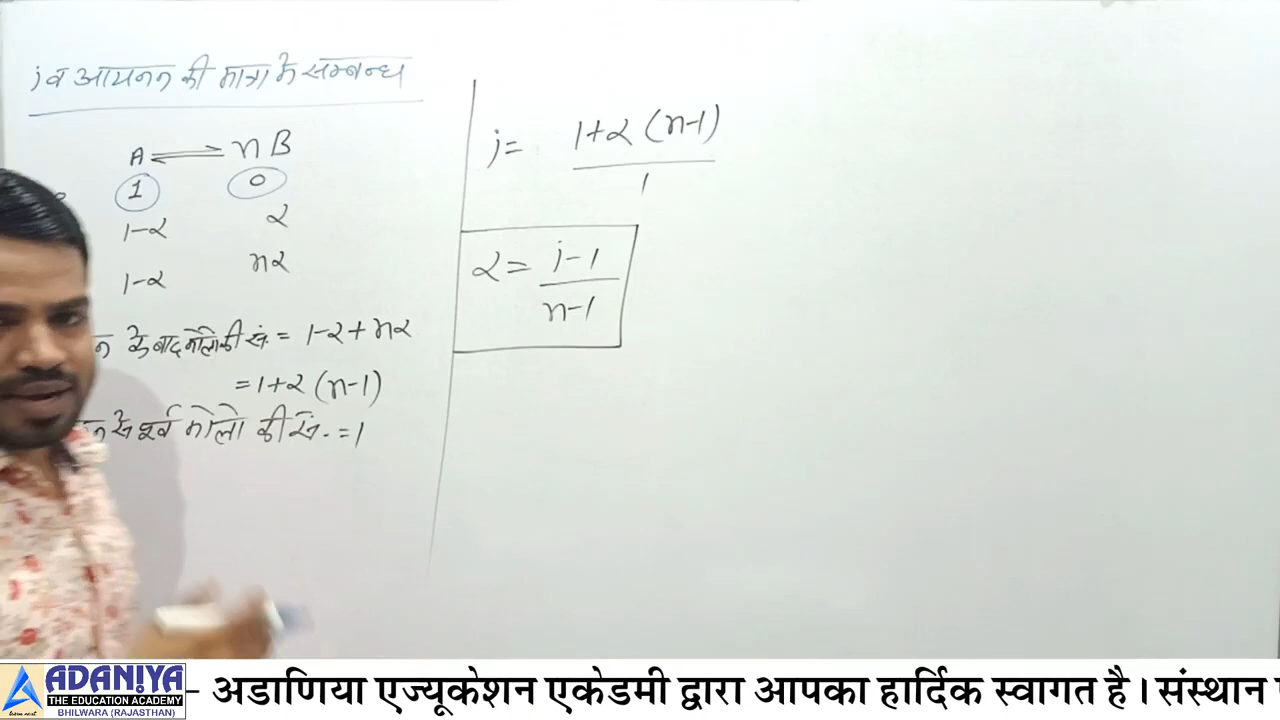 i व आयनन की मात्रा के सम्बन्ध
A ⇌ nB
1 0
1-α α
1-α nα
न के बाद मोलो की सं. = 1-α+nα
= 1+α (n-1)
से पूर्व मोलो की सं. = 1
i = 1+α (n-1)
1
α = i-1
n-1
ADANIYA
THE EDUCATION ACADEMY
BHILWARA (RAJASTHAN)
- अडाणिया एज्यूकेशन एकेडमी द्वारा आपका हार्दिक स्वागत है। संस्थान